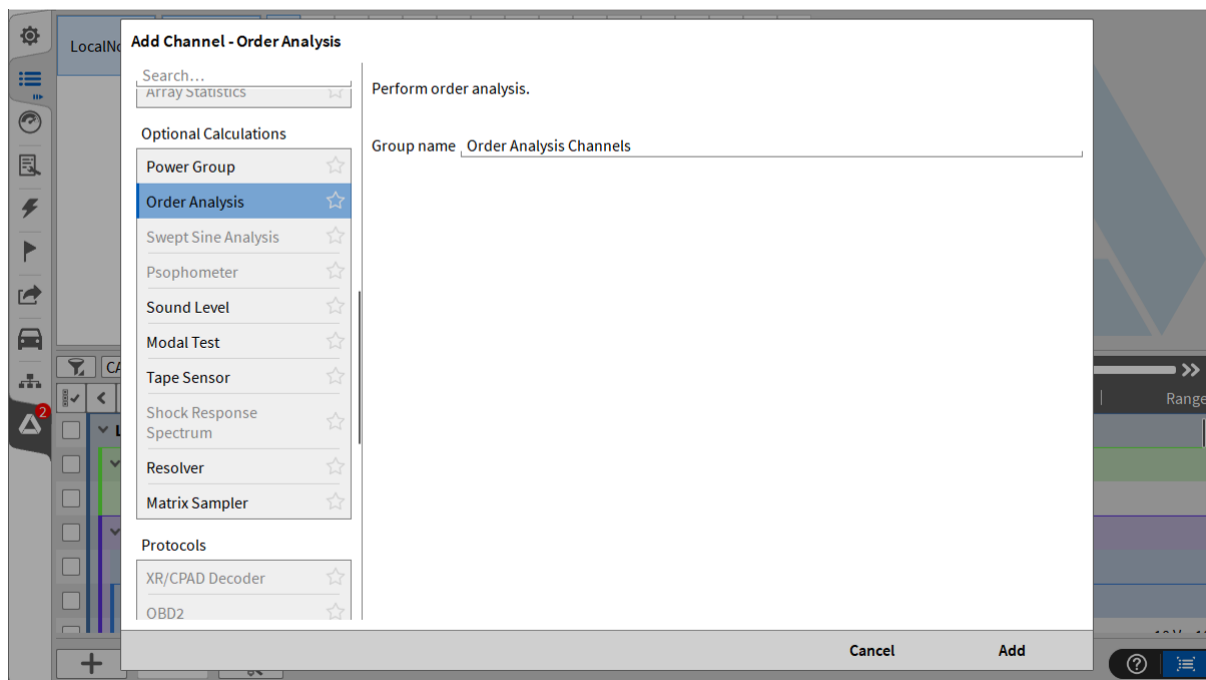 LocalNo
Add Channel - Order Analysis
Search...
Array Statistics
Perform order analysis.
Optional Calculations
Group name Order Analysis Channels
Power Group
Order Analysis
Swept Sine Analysis
Psophometer
Sound Level
Modal Test
Tape Sensor
Shock Response
Spectrum
Resolver
Matrix Sampler
Protocols
XR/CPAD Decoder
OBD2
Cancel
Add
CA
2
Range
L